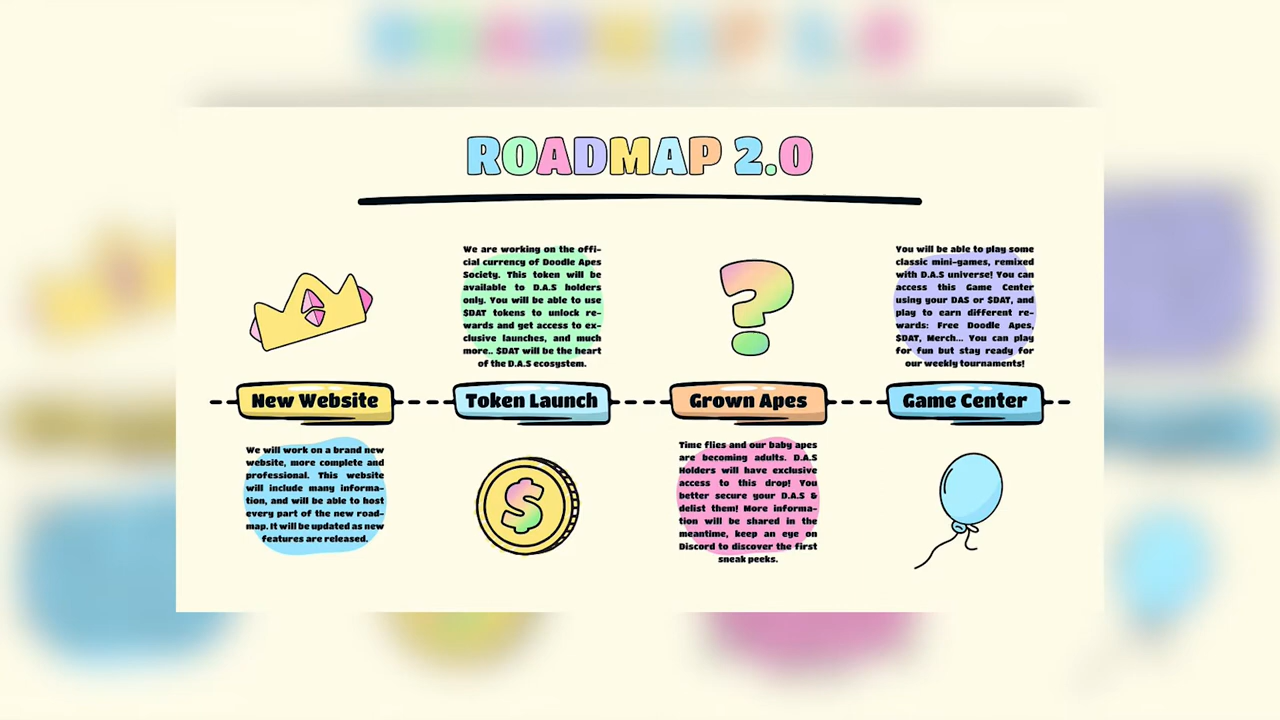 ROADMAP 2.0
We are working on the offi-
cial currency of Doodle Apes
Society. This token will be
available to D.A.S holders
only. You will be able to use
$DAT tokens to unlock re-
wards and get access to ex-
clusive launches, and much
more.. $DAT will be the heart
of the D.A.S ecosystem.
You will be able to play some
classic mini-games, remixed
with D.A.S universe! You can
access this Game Center
using your DAS or $DAT, and
play to earn different re-
wards: Free Doodle Apes,
$DAT, Merch... You can play
for fun but stay ready for
our weekly tournaments!
New Website
Token Launch
Grown Apes
Game Center
We will work on a brand new
website, more complete and
professional. This website
will include many informa-
tion, and will be able to host
every part of the new road-
map. It will be updated as new
features are released.
Time flies and our baby apes
are becoming adults. D.A.S
Holders will have exclusive
access to this drop! You
better secure your D.A.S &
delist them! More informa-
tion will be shared in the
meantime, keep an eye on
Discord to discover the first
sneak peeks.